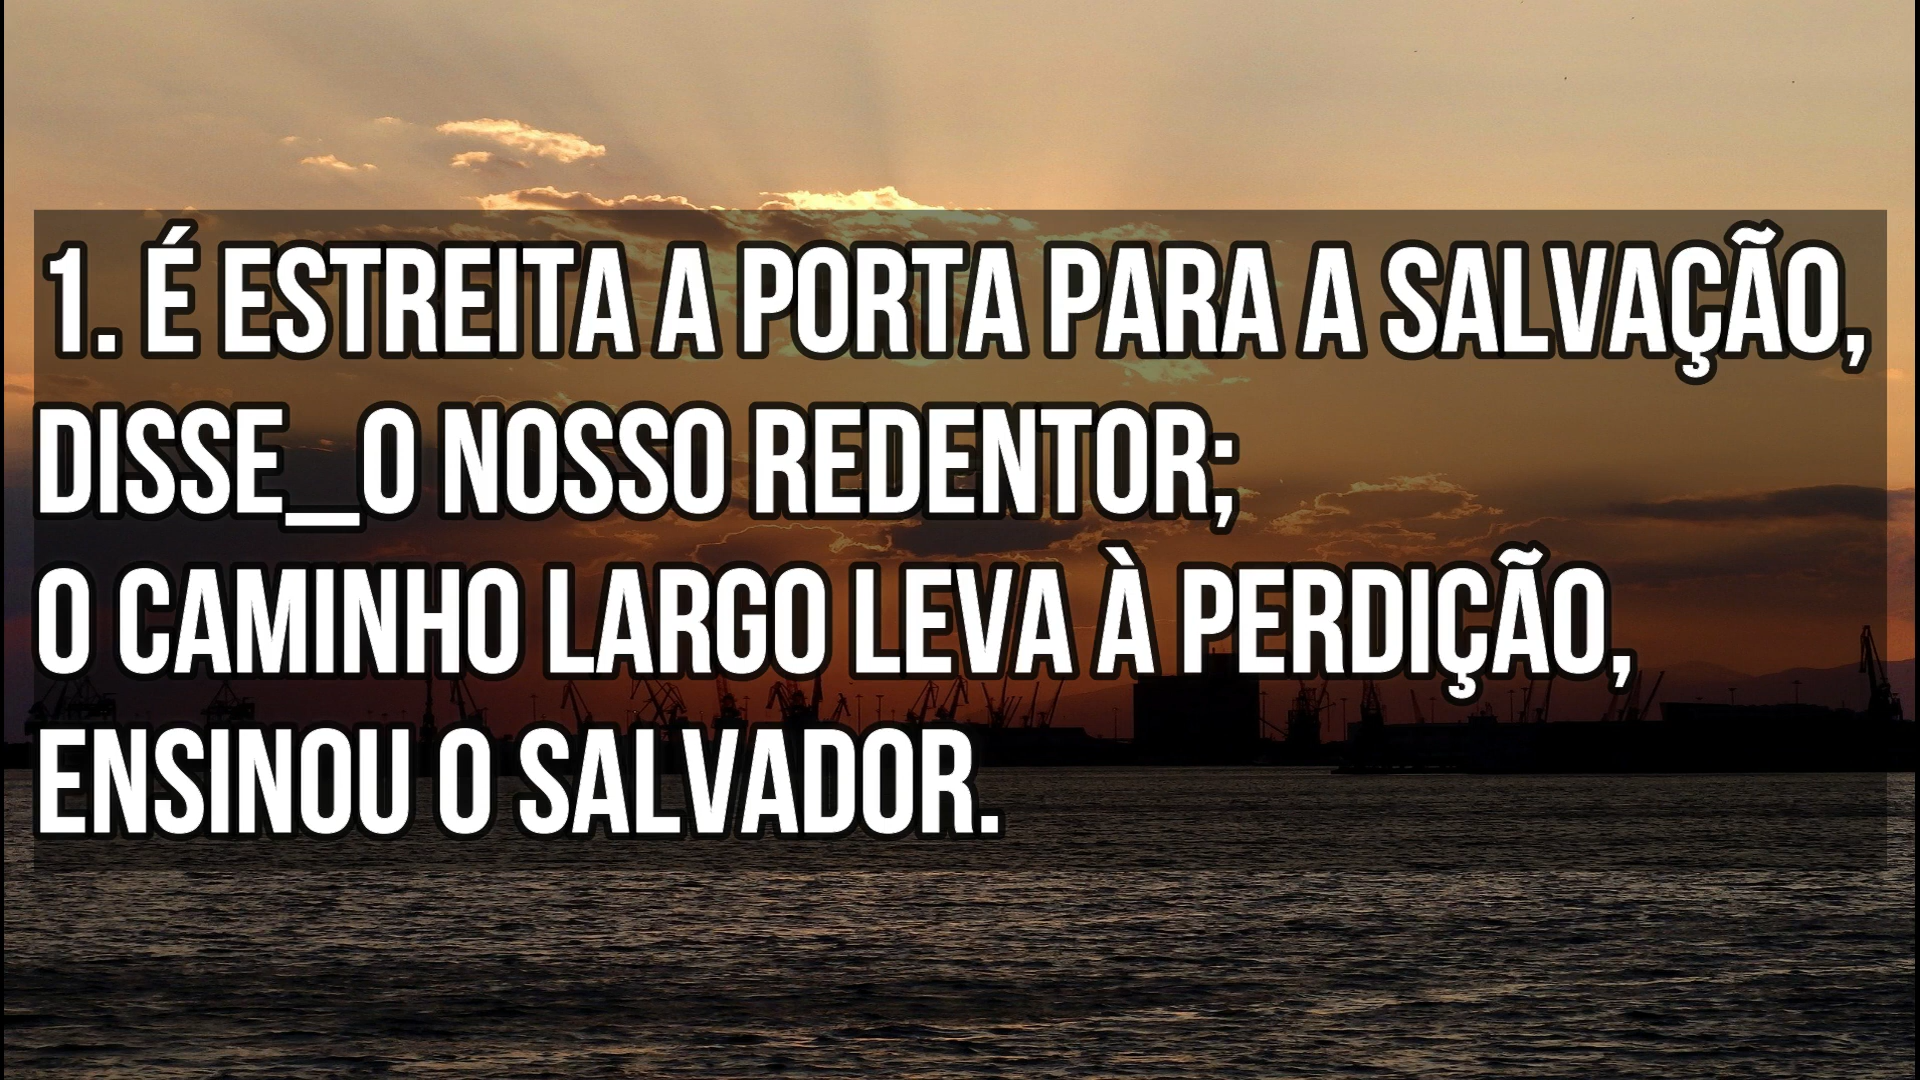 1. É ESTREITA A PORTA PARA A SALVAÇÃO,
DISSE_O NOSSO REDENTOR;
O CAMINHO LARGO LEVA À PERDIÇÃO,
ENSINOU O SALVADOR.